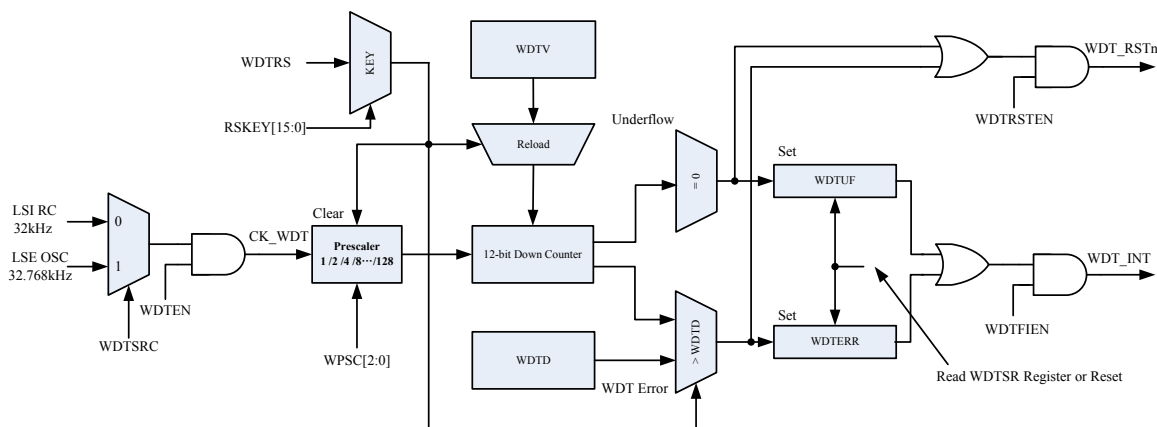 WDTRS
KEY
RSKEY[15:0]
WDTV
Reload
Underflow
= 0
Set
WDTUF
WDT_RSTn
WDTRSTEN
LSI RC
32kHz
0
LSE OSC
32.768kHz
1
WDTSRC
WDTEN
CK_WDT
Clear
Prescaler
1 /2 /4 /8···/128
WPSC[2:0]
12-bit Down Counter
WDTD
WDT Error
> WDTD
Set
WDTERR
WDT_INT
WDTFIEN
Read WDTSR Register or Reset